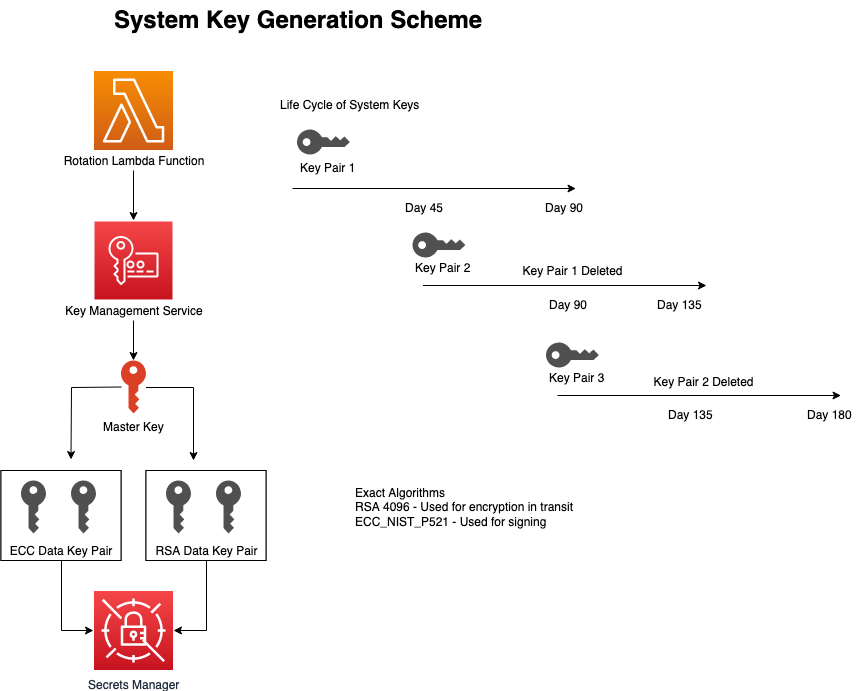 System Key Generation Scheme
Rotation Lambda Function
Key Management Service
Master Key
ECC Data Key Pair
RSA Data Key Pair
Secrets Manager
Life Cycle of System Keys
Key Pair 1
Day 45
Day 90
Key Pair 2
Key Pair 1 Deleted
Day 90
Day 135
Key Pair 3
Key Pair 2 Deleted
Day 135
Day 180
Exact Algorithms
RSA 4096 - Used for encryption in transit
ECC_NIST_P521 - Used for signing